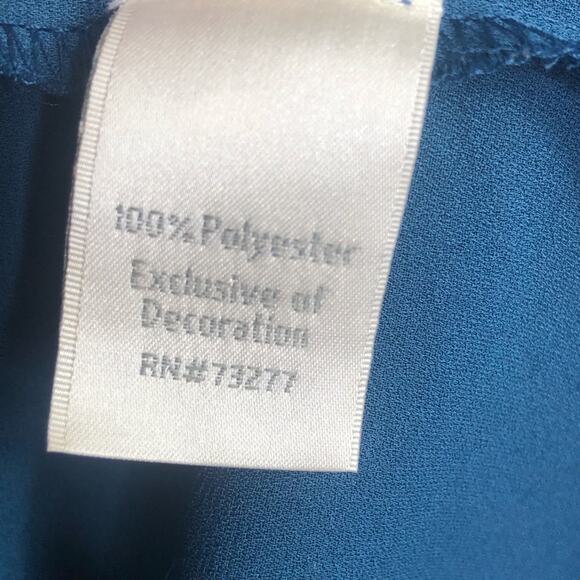 100% Polyester
Exclusive of
Decoration
RN#73277